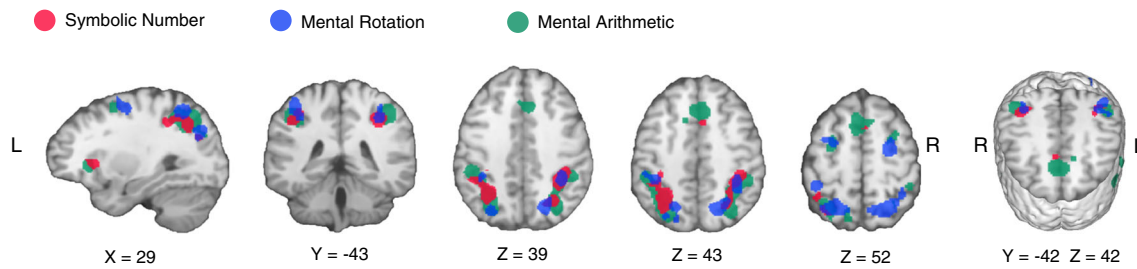 Symbolic Number Mental Rotation Mental Arithmetic
L R R L
X = 29 Y = -43 Z = 39 Z = 43 Z = 52 Y = -42 Z = 42